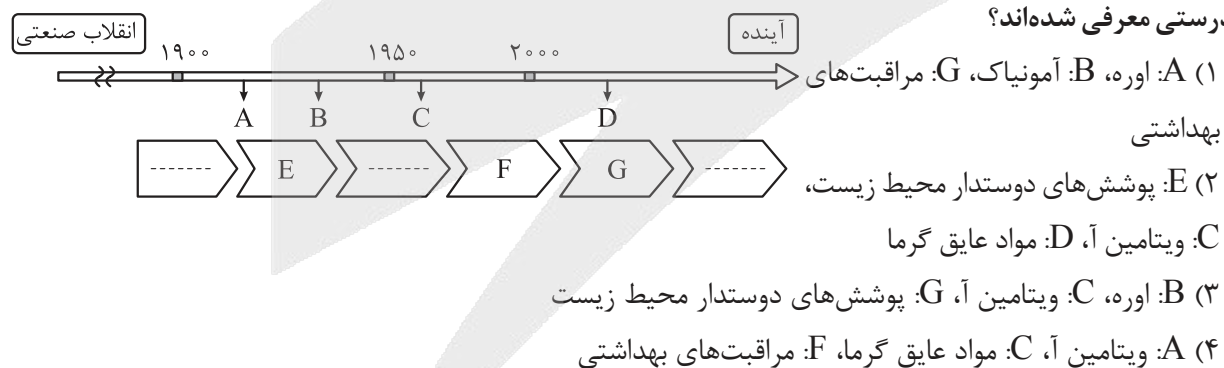 درستی معرفی شده‌اند؟
انقلاب صنعتی
۱۹۰۰
۱۹۵۰
۲۰۰۰
آینده
A
B
C
D
-------
E
-------
F
G
-------
۱) A: اوره، B: آمونیاک، G: مراقبت‌های
بهداشتی
۲) E: پوشش‌های دوستدار محیط زیست،
C: ویتامین آ، D: مواد عایق گرما
۳) B: اوره، C: ویتامین آ، G: پوشش‌های دوستدار محیط زیست
۴) A: ویتامین آ، C: مواد عایق گرما، F: مراقبت‌های بهداشتی